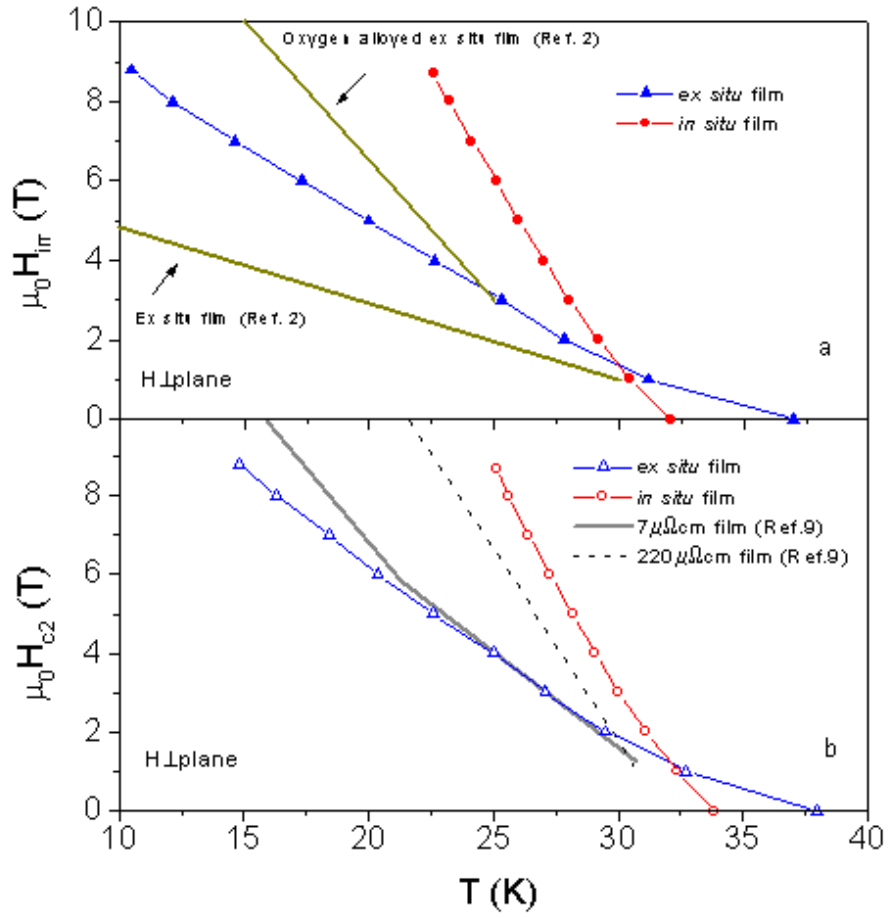 10
8
6
4
2
0
μ₀H_irr (T)
Oxygen alloyed ex situ film (Ref. 2)
ex situ film
in situ film
Ex situ film (Ref. 2)
H⊥plane
a
8
6
4
2
0
μ₀H_c2 (T)
ex situ film
in situ film
7μΩcm film (Ref.9)
220μΩcm film (Ref.9)
H⊥plane
b
10 15 20 25 30 35 40
T (K)